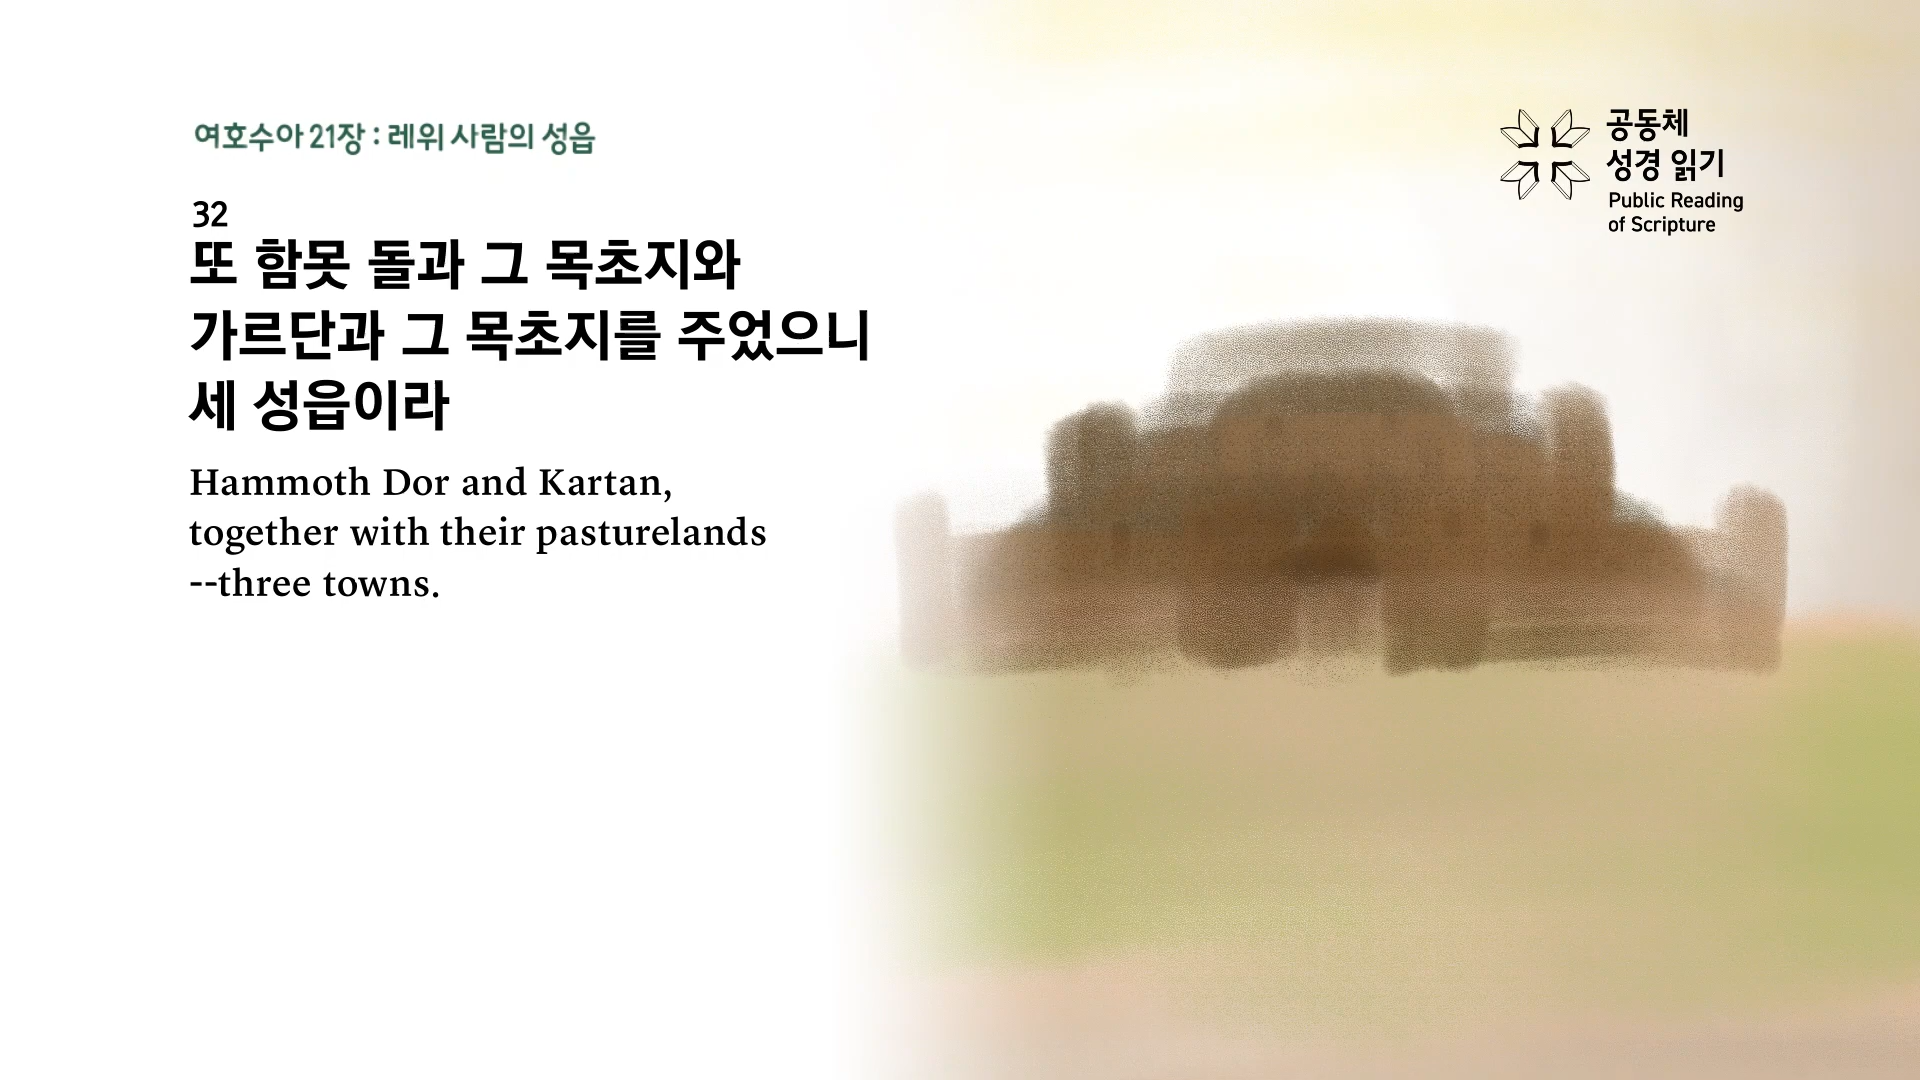 여호수아 21장 : 레위 사람의 성읍
32
또 함못 돌과 그 목초지와
가르단과 그 목초지를 주었으니
세 성읍이라
Hammoth Dor and Kartan,
together with their pasturelands
--three towns.
공동체
성경 읽기
Public Reading
of Scripture